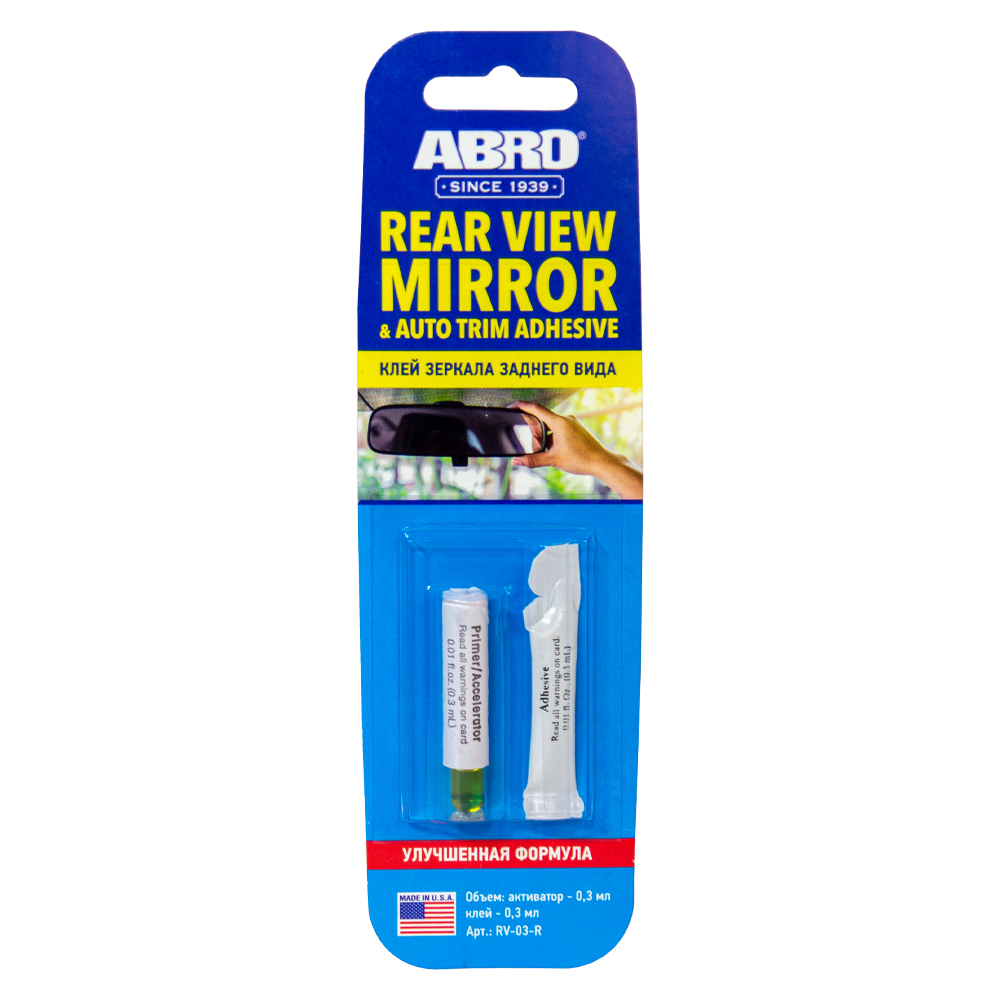 ABRO®
· SINCE 1939 ·
REAR VIEW
MIRROR
& AUTO TRIM ADHESIVE
КЛЕЙ ЗЕРКАЛА ЗАДНЕГО ВИДА
Primer/Accelerator
Read all warnings on card
0.01 fl.oz. (0.3 mL)
Adhesive
Read all warnings on card.
0.01 fl. Oz., (0.3 mL)
УЛУЧШЕННАЯ ФОРМУЛА
MADE IN U.S.A.
Объем: активатор - 0,3 мл
клей - 0,3 мл
Арт.: RV-03-R